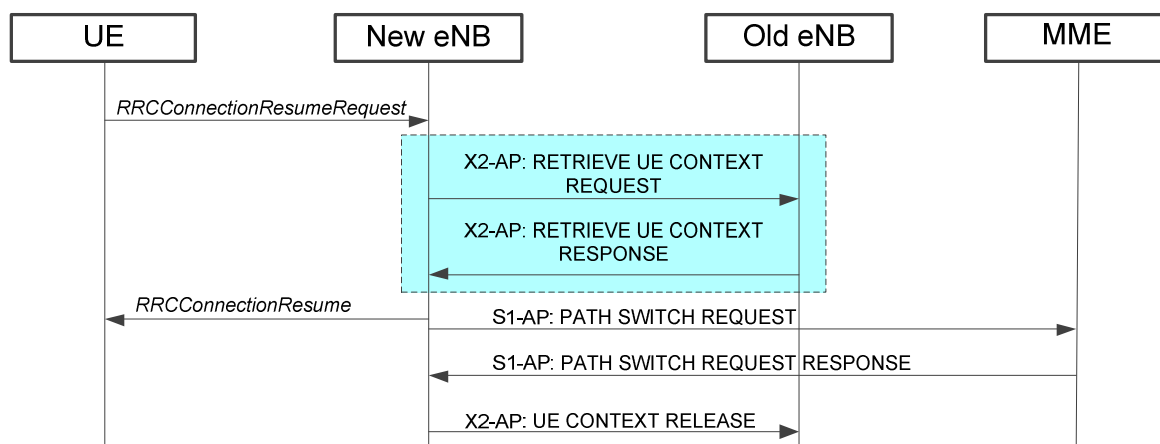 UE
New eNB
Old eNB
MME
RRCConnectionResumeRequest
X2-AP: RETRIEVE UE CONTEXT
REQUEST
X2-AP: RETRIEVE UE CONTEXT
RESPONSE
RRCConnectionResume
S1-AP: PATH SWITCH REQUEST
S1-AP: PATH SWITCH REQUEST RESPONSE
X2-AP: UE CONTEXT RELEASE